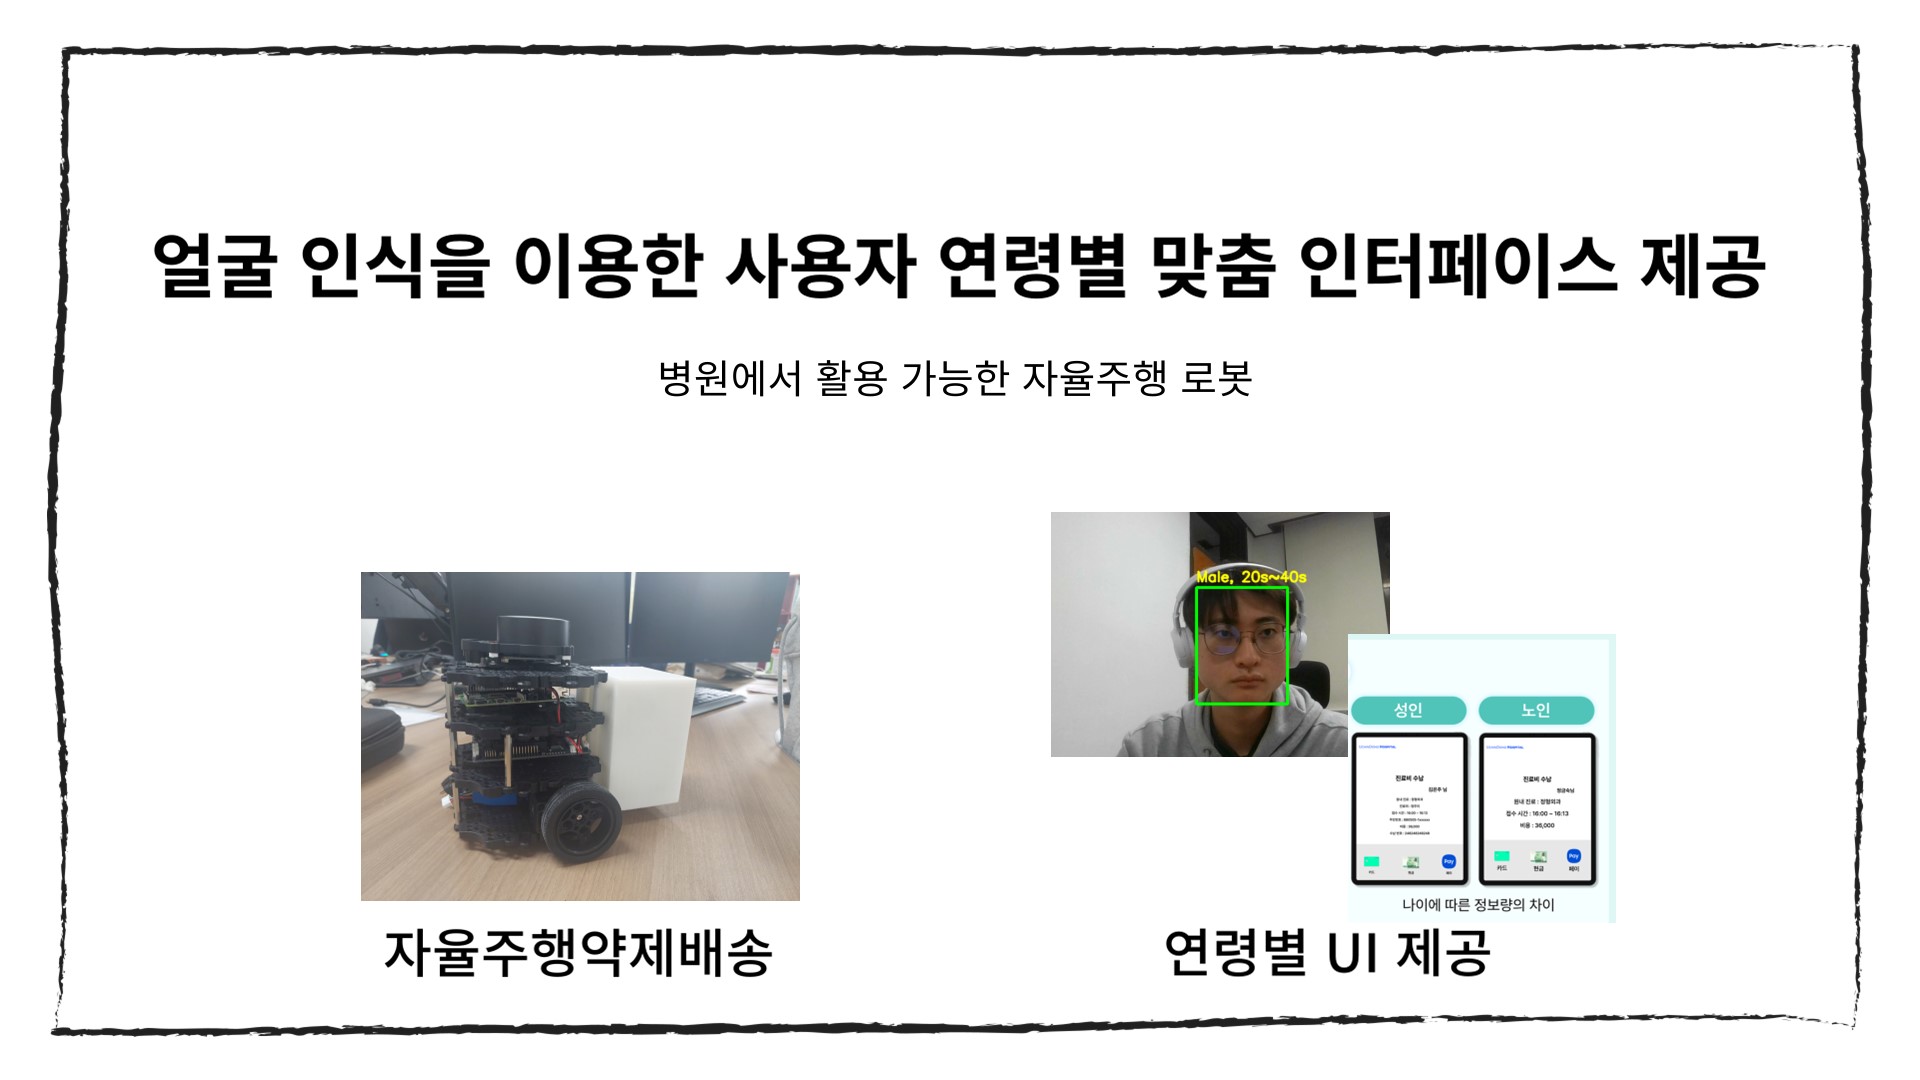 얼굴 인식을 이용한 사용자 연령별 맞춤 인터페이스 제공
병원에서 활용 가능한 자율주행 로봇
Male, 20s~40s
성인
노인
진료비 수납
진료비 수납
원내 진료 : 정형외과
접수 시간 : 16:00 ~ 16:13
비용 : 36,000
Pay
카드
현금
Pay
페이
나이에 따른 정보량의 차이
자율주행약제배송
연령별 UI 제공